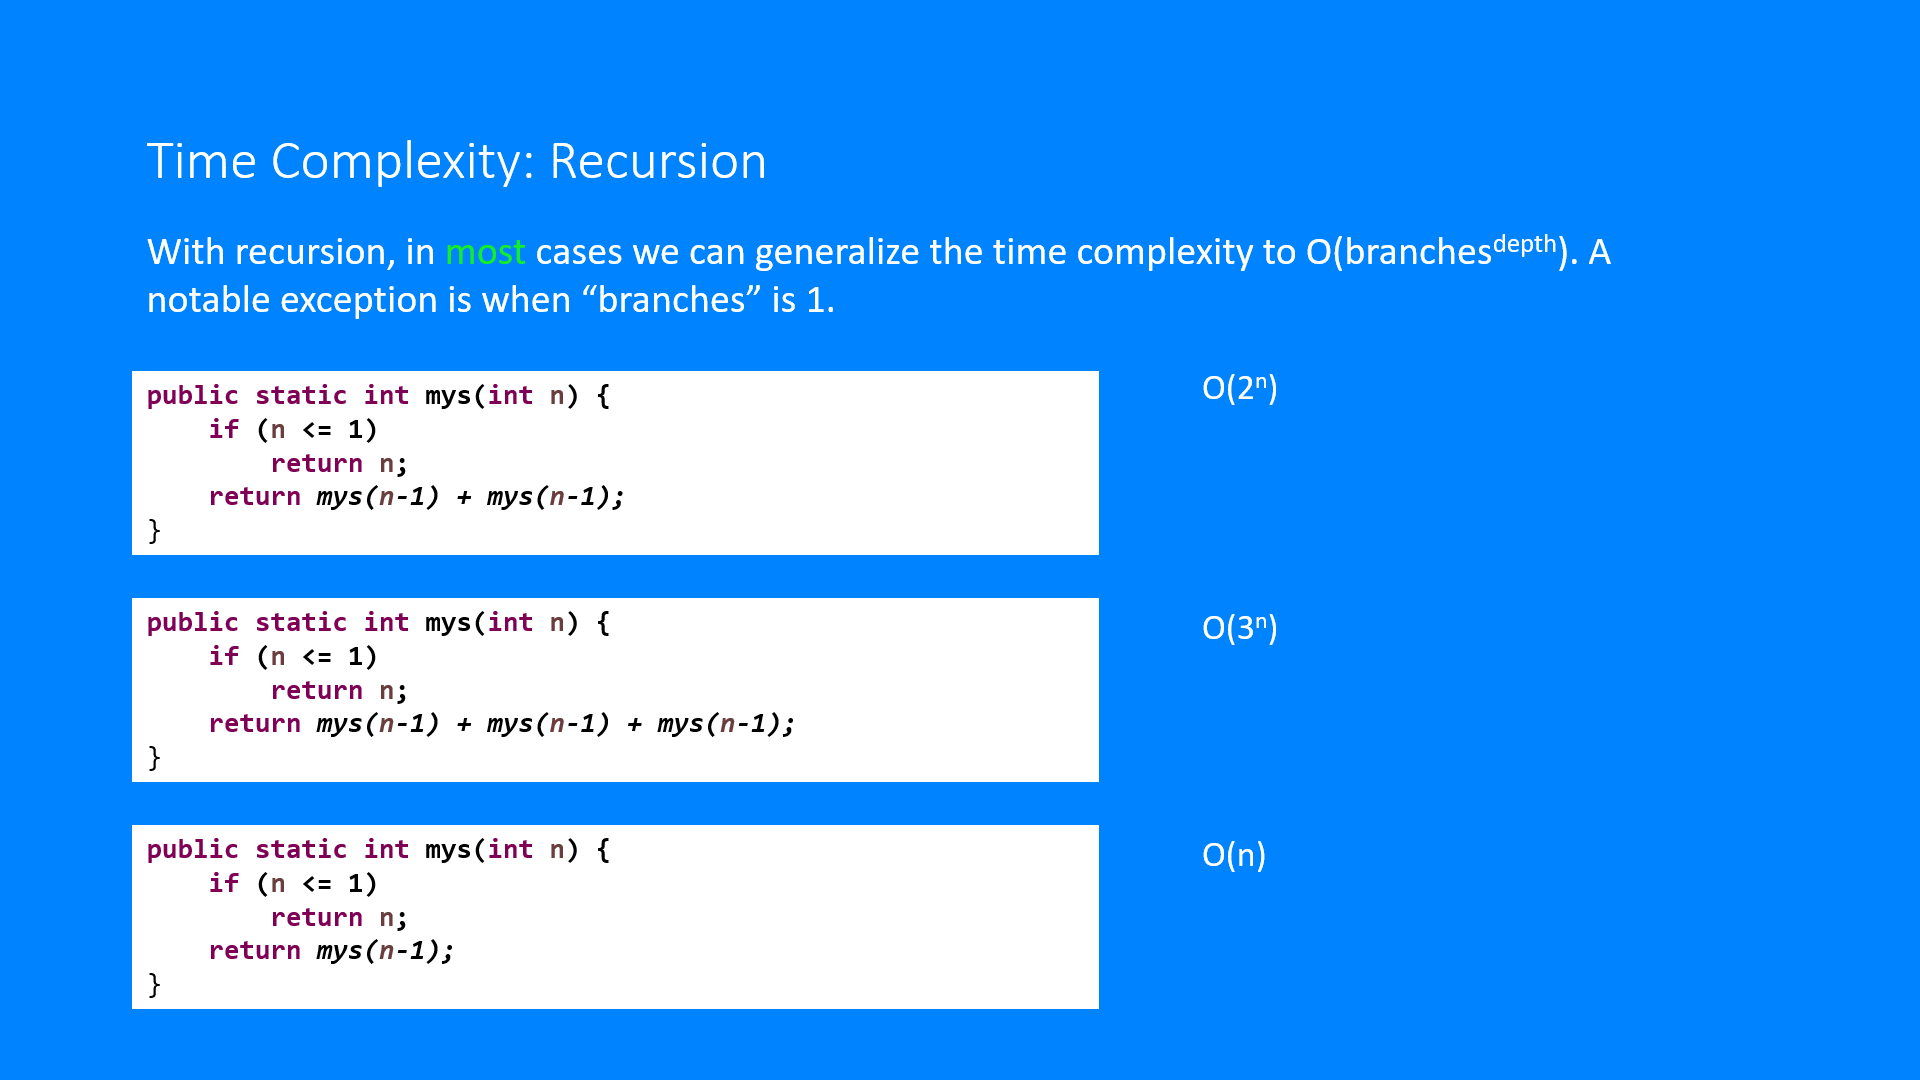 Time Complexity: Recursion
With recursion, in most cases we can generalize the time complexity to O(branches^depth). A
notable exception is when “branches” is 1.
public static int mys(int n) {
    if (n <= 1)
        return n;
    return mys(n-1) + mys(n-1);
}
O(2ⁿ)
public static int mys(int n) {
    if (n <= 1)
        return n;
    return mys(n-1) + mys(n-1) + mys(n-1);
}
O(3ⁿ)
public static int mys(int n) {
    if (n <= 1)
        return n;
    return mys(n-1);
}
O(n)